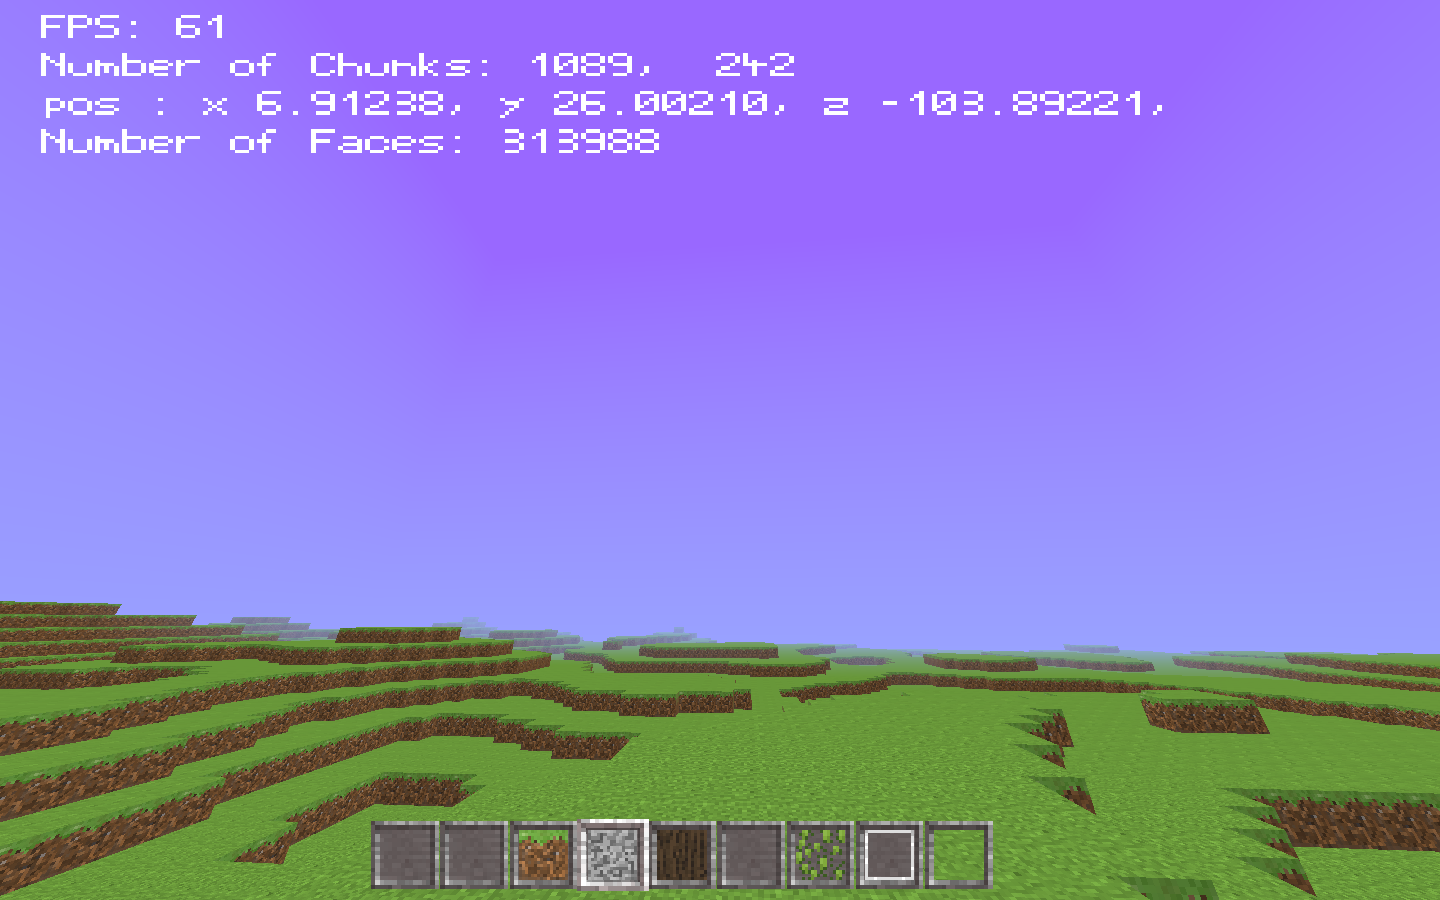 FPS: 61
Number of Chunks: 1089,  242
pos : x 6.91238, y 26.00210, z -103.89221,
Number of Faces: 313988